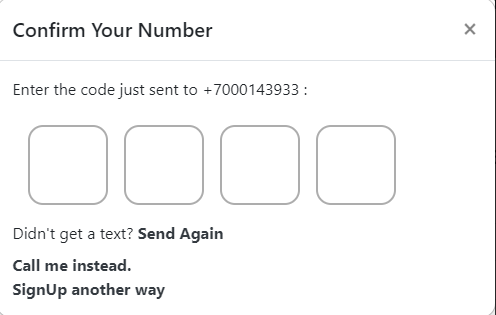 Confirm Your Number ×
Enter the code just sent to +7000143933 :
Didn't get a text? Send Again
Call me instead.
SignUp another way